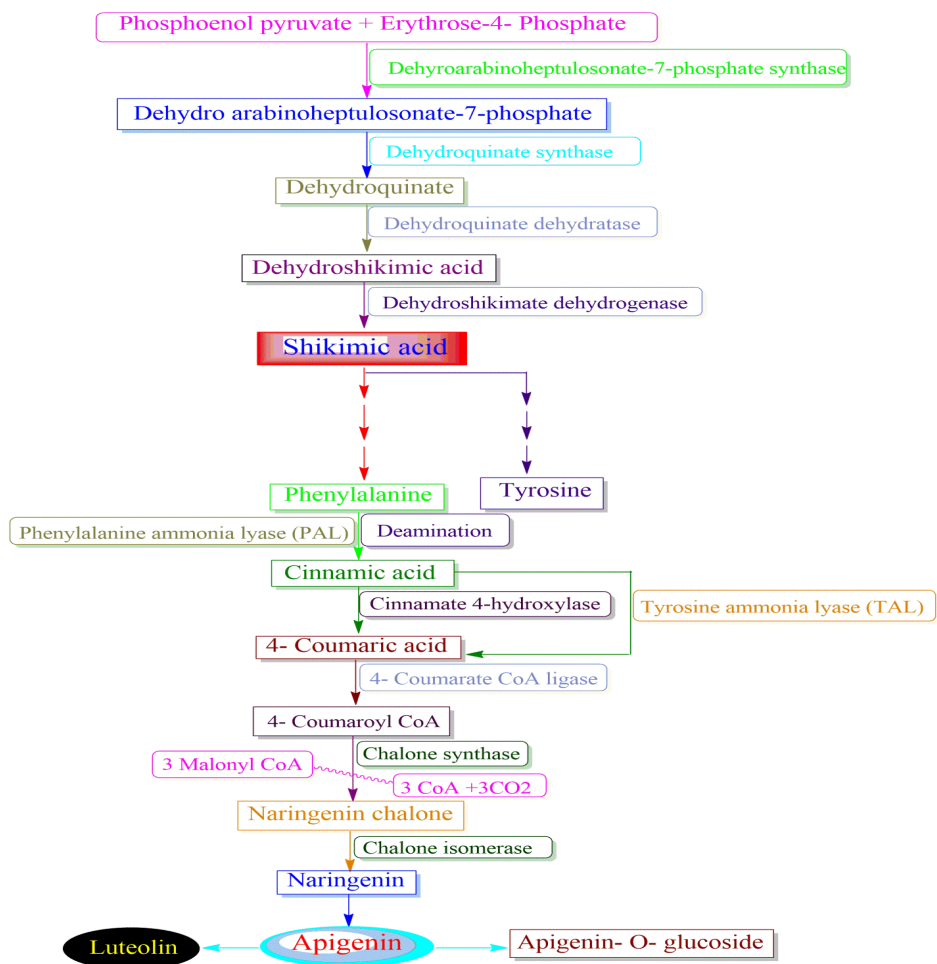 Phosphoenol pyruvate + Erythrose-4- Phosphate
Dehyroarabinoheptulosonate-7-phosphate synthase
Dehydro arabinoheptulosonate-7-phosphate
Dehydroquinate synthase
Dehydroquinate
Dehydroquinate dehydratase
Dehydroshikimic acid
Dehydroshikimate dehydrogenase
Shikimic acid
Phenylalanine
Tyrosine
Phenylalanine ammonia lyase (PAL)
Deamination
Cinnamic acid
Cinnamate 4-hydroxylase
Tyrosine ammonia lyase (TAL)
4- Coumaric acid
4- Coumarate CoA ligase
4- Coumaroyl CoA
Chalone synthase
3 Malonyl CoA
3 CoA +3CO2
Naringenin chalone
Chalone isomerase
Naringenin
Luteolin
Apigenin
Apigenin- O- glucoside